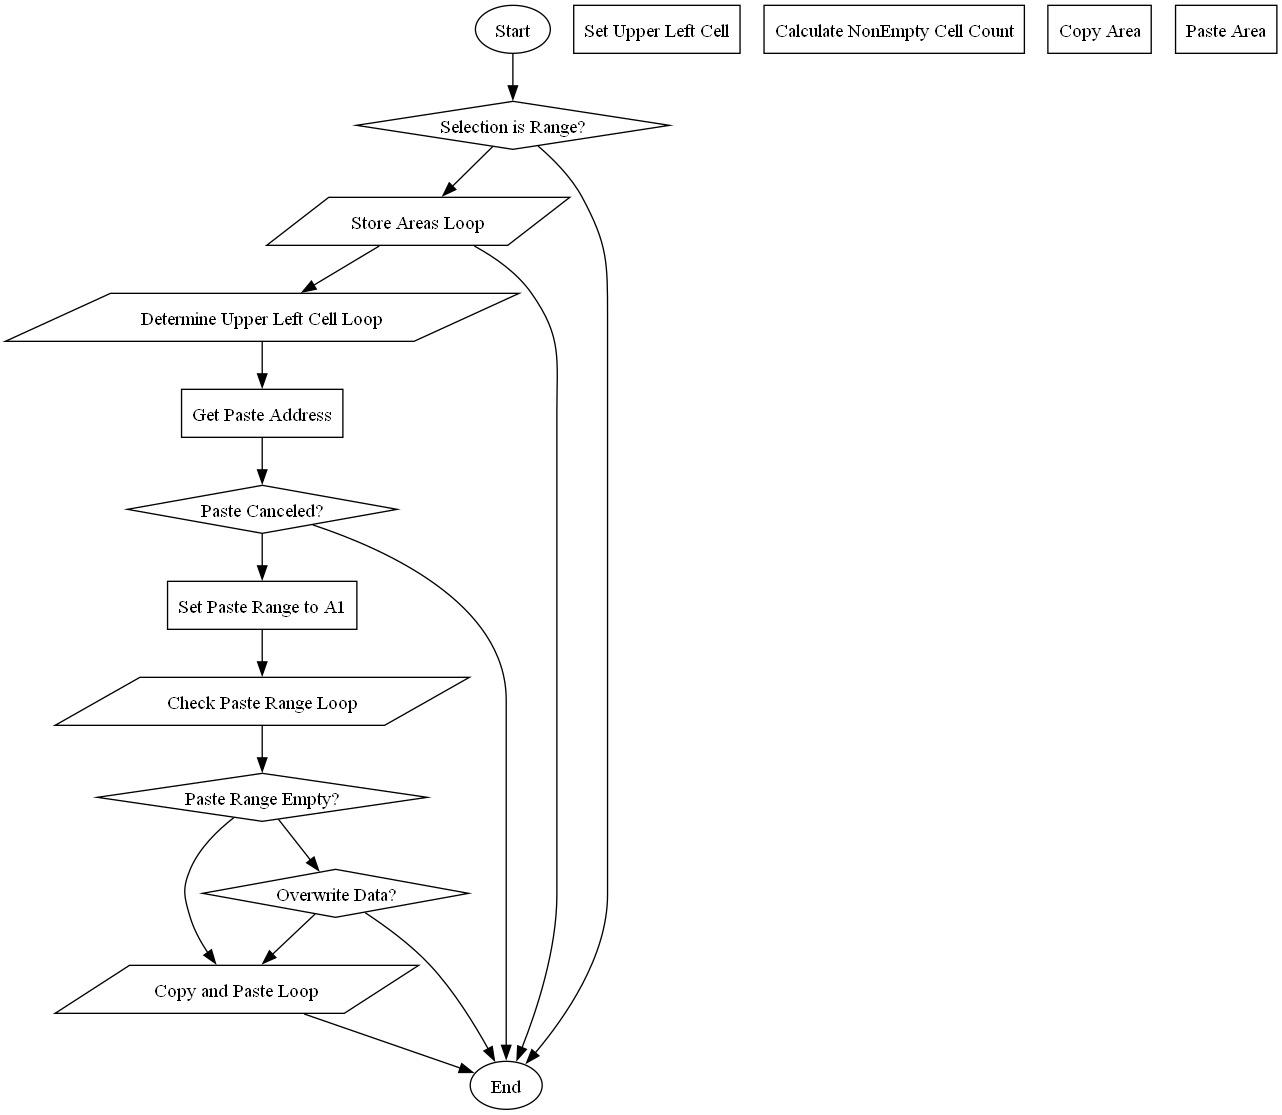 Start
Set Upper Left Cell
Calculate NonEmpty Cell Count
Copy Area
Paste Area
Selection is Range?
Store Areas Loop
Determine Upper Left Cell Loop
Get Paste Address
Paste Canceled?
Set Paste Range to A1
Check Paste Range Loop
Paste Range Empty?
Overwrite Data?
Copy and Paste Loop
End